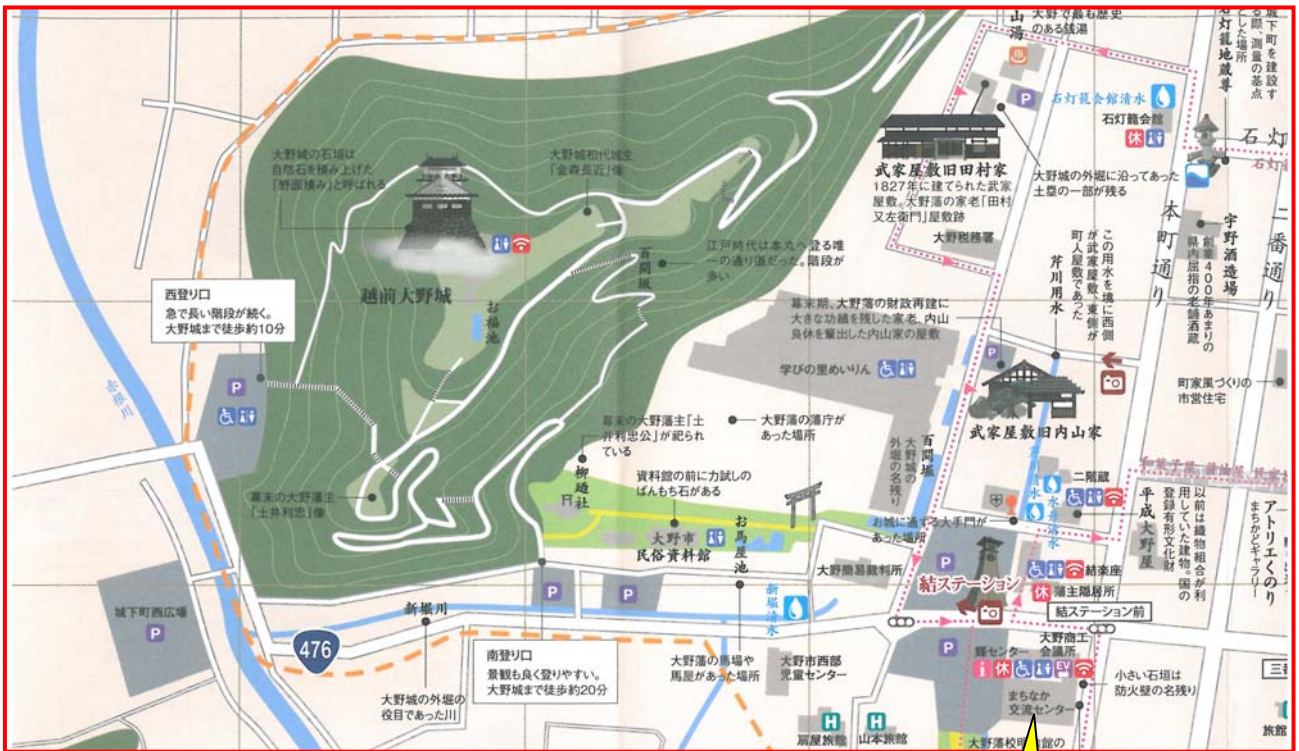 大野城の石垣は
自然石を積み上げた
「野面積み」と呼ばれる
大野城初代城主
「金森長近」像
越前大野城
お福池
百間坂
江戸時代は本丸へ登る唯
一の通り道だった。階段が
多い
西登り口
急で長い階段が続く。
大野城まで徒歩約10分
P
赤根川
幕末の大野藩主
「土井利忠」像
城下町西広場
P
476
新堀川
大野城の外堀の
役目であった川
南登り口
景観も良く登りやすい。
大野城まで徒歩約20分
P
P
幕末の大野藩主「土
井利忠公」が祀られ
ている
柳廼社
資料館の前に力試しの
ばんもち石がある
大野市
民俗資料館
お馬屋池
大野藩の馬場や
馬屋があった場所
新堀清水
大野市西部
児童センター
大野簡易裁判所
大野藩の藩庁が
あった場所
学びの里めいりん
幕末期、大野藩の財政再建に
大きな功績を残した家老、内山
良休を輩出した内山家の屋敷
百間堀
大野城の
外堀の名残り
山湯
大野で最も歴史
のある銭湯
P
武家屋敷旧田村家
1827年に建てられた武家
屋敷。大野藩の家老「田村
又左衛門」屋敷跡
大野税務署
石灯籠会館清水
石灯籠会館
休
大野城の外堀に沿ってあった
土塁の一部が残る
城下町を建設す
る際、測量の基点
とした場所
石灯籠地蔵尊
石灯
石灯
本町通り
二番通り
宇野酒造場
創業400年あまりの
県内屈指の老舗酒蔵
芹川用水
この用水を境に西側
が武家屋敷、東側が
町人屋敷であった
P
武家屋敷旧内山家
町家風づくりの
市営住宅
芹川清水
水舟清水
二階蔵
お城に通じる大手門が
あった場所
平成大野屋
以前は織物組合が利
用していた建物。国の
登録有形文化財
アトリエくのり
まちかどギャラリー
P
結ステーション
結楽座
休
藩主隠居所
結ステーション前
P
輝センター
i
休
EV
大野商工
会議所
まちなか
交流センター
小さい石垣は
防火壁の名残り
H
扇屋旅館
H
山本旅館
三番
旅館